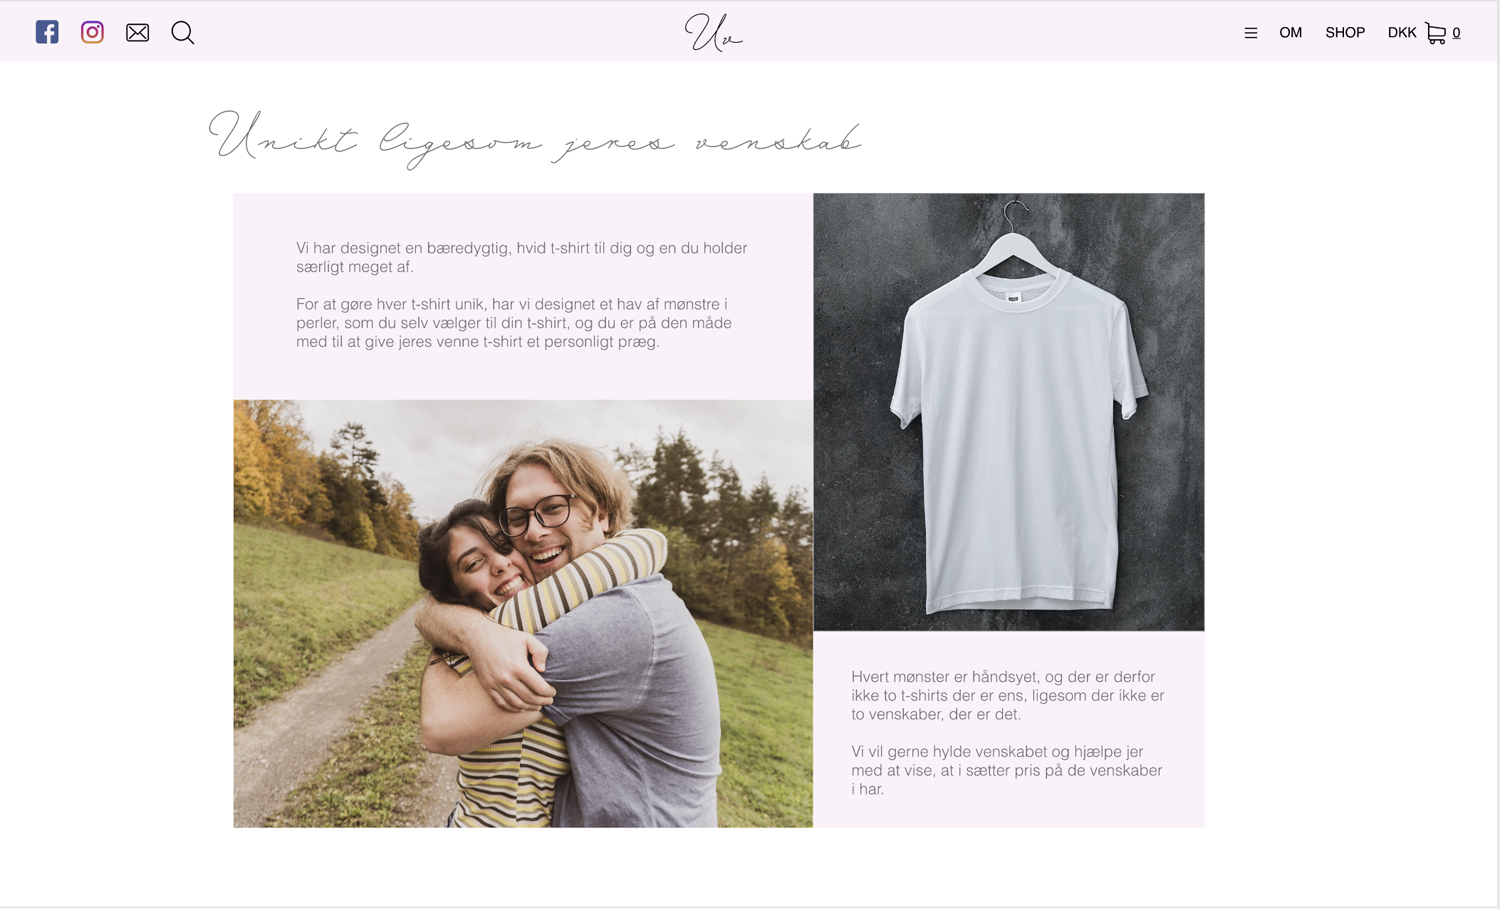 Uv
OM SHOP DKK 0
Unikt ligesom jeres venskab
Vi har designet en bæredygtig, hvid t-shirt til dig og en du holder
særligt meget af.
For at gøre hver t-shirt unik, har vi designet et hav af mønstre i
perler, som du selv vælger til din t-shirt, og du er på den måde
med til at give jeres venne t-shirt et personligt præg.
Hvert mønster er håndsyet, og der er derfor
ikke to t-shirts der er ens, ligesom der ikke er
to venskaber, der er det.
Vi vil gerne hylde venskabet og hjælpe jer
med at vise, at i sætter pris på de venskaber
i har.